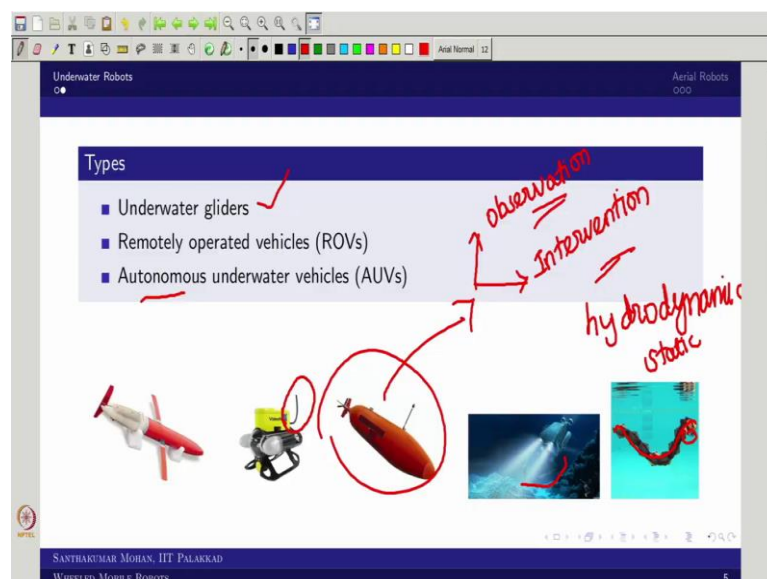 Arial Normal 12
Underwater Robots
Aerial Robots
Types
Underwater gliders
Remotely operated vehicles (ROVs)
Autonomous underwater vehicles (AUVs)
observation
Intervention
hydrodynamic
static
NPTEL
SANTHAKUMAR MOHAN, IIT PALAKKAD
WHEELED MOBILE ROBOTS
5